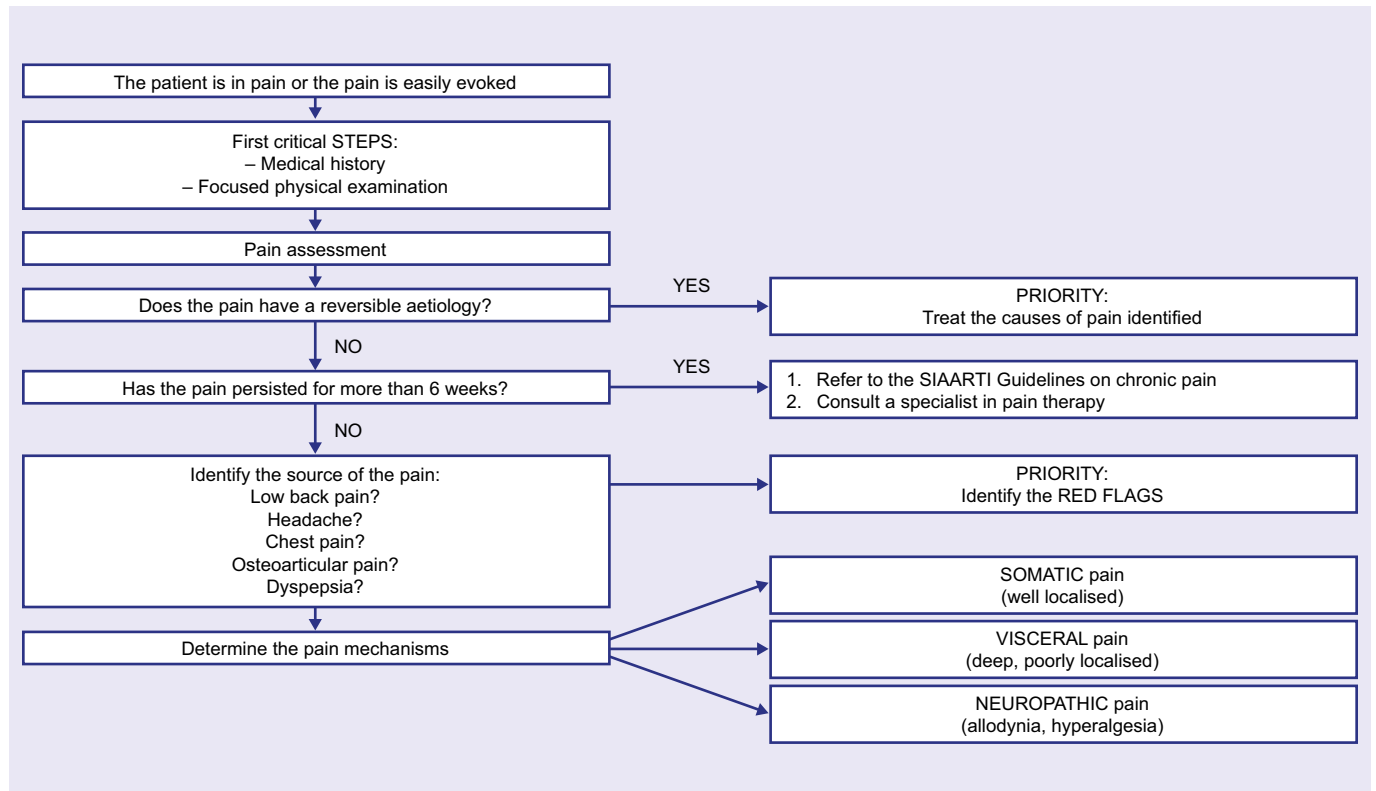 The patient is in pain or the pain is easily evoked
First critical STEPS:
– Medical history
– Focused physical examination
Pain assessment
Does the pain have a reversible aetiology?
YES
PRIORITY:
Treat the causes of pain identified
NO
Has the pain persisted for more than 6 weeks?
YES
1. Refer to the SIAARTI Guidelines on chronic pain
2. Consult a specialist in pain therapy
NO
Identify the source of the pain:
Low back pain?
Headache?
Chest pain?
Osteoarticular pain?
Dyspepsia?
PRIORITY:
Identify the RED FLAGS
Determine the pain mechanisms
SOMATIC pain
(well localised)
VISCERAL pain
(deep, poorly localised)
NEUROPATHIC pain
(allodynia, hyperalgesia)